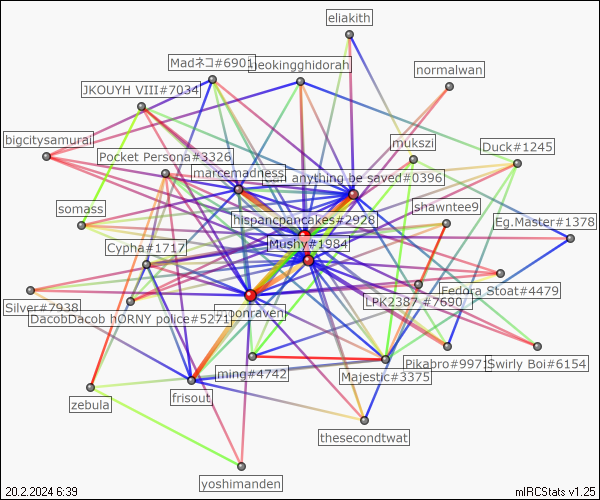 eliakith
Madネコ#6901
neokingghidorah
normalwan
JKOUYH VIII#7034
bigcitysamurai
mukszi
Duck#1245
Pocket Persona#3326
marcemadness
can anything be saved#0396
somass
hispancpancakes#2928
shawntee9
Eg.Master#1378
Cypha#1717
Mushy#1984
Silver#7938
DacobDacob hORNY police#5271
moonraven
LPK2387 #7690
Fedora Stoat#4479
ming#4742
Majestic#3375
Pikabro#9971
Swirly Boi#6154
zebula
frisout
thesecondtwat
yoshimanden
20.2.2024 6:39
mIRCStats v1.25